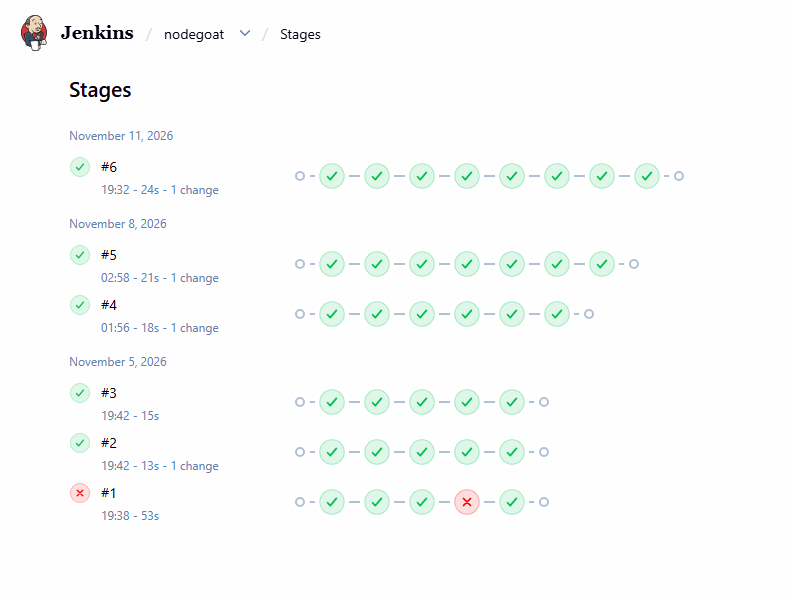 Jenkins / nodegoat / Stages
Stages
November 11, 2026
#6
19:32 - 24s - 1 change
November 8, 2026
#5
02:58 - 21s - 1 change
#4
01:56 - 18s - 1 change
November 5, 2026
#3
19:42 - 15s
#2
19:42 - 13s - 1 change
#1
19:38 - 53s